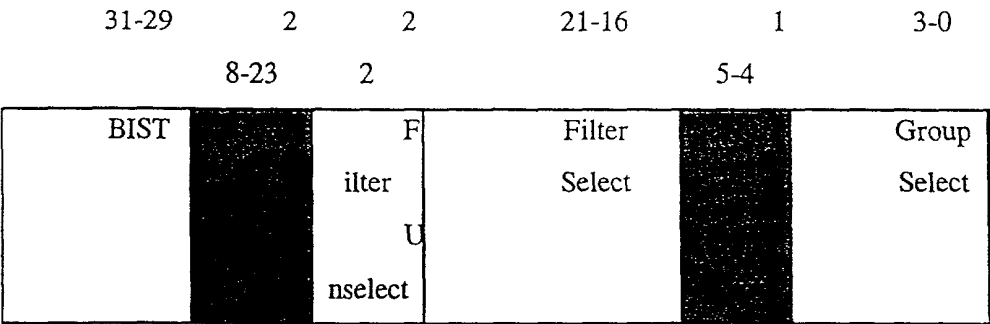 31-29 2 2 21-16 1 3-0
8-23 2 5-4
BIST F Filter Group
ilter Select Select
U
nselect